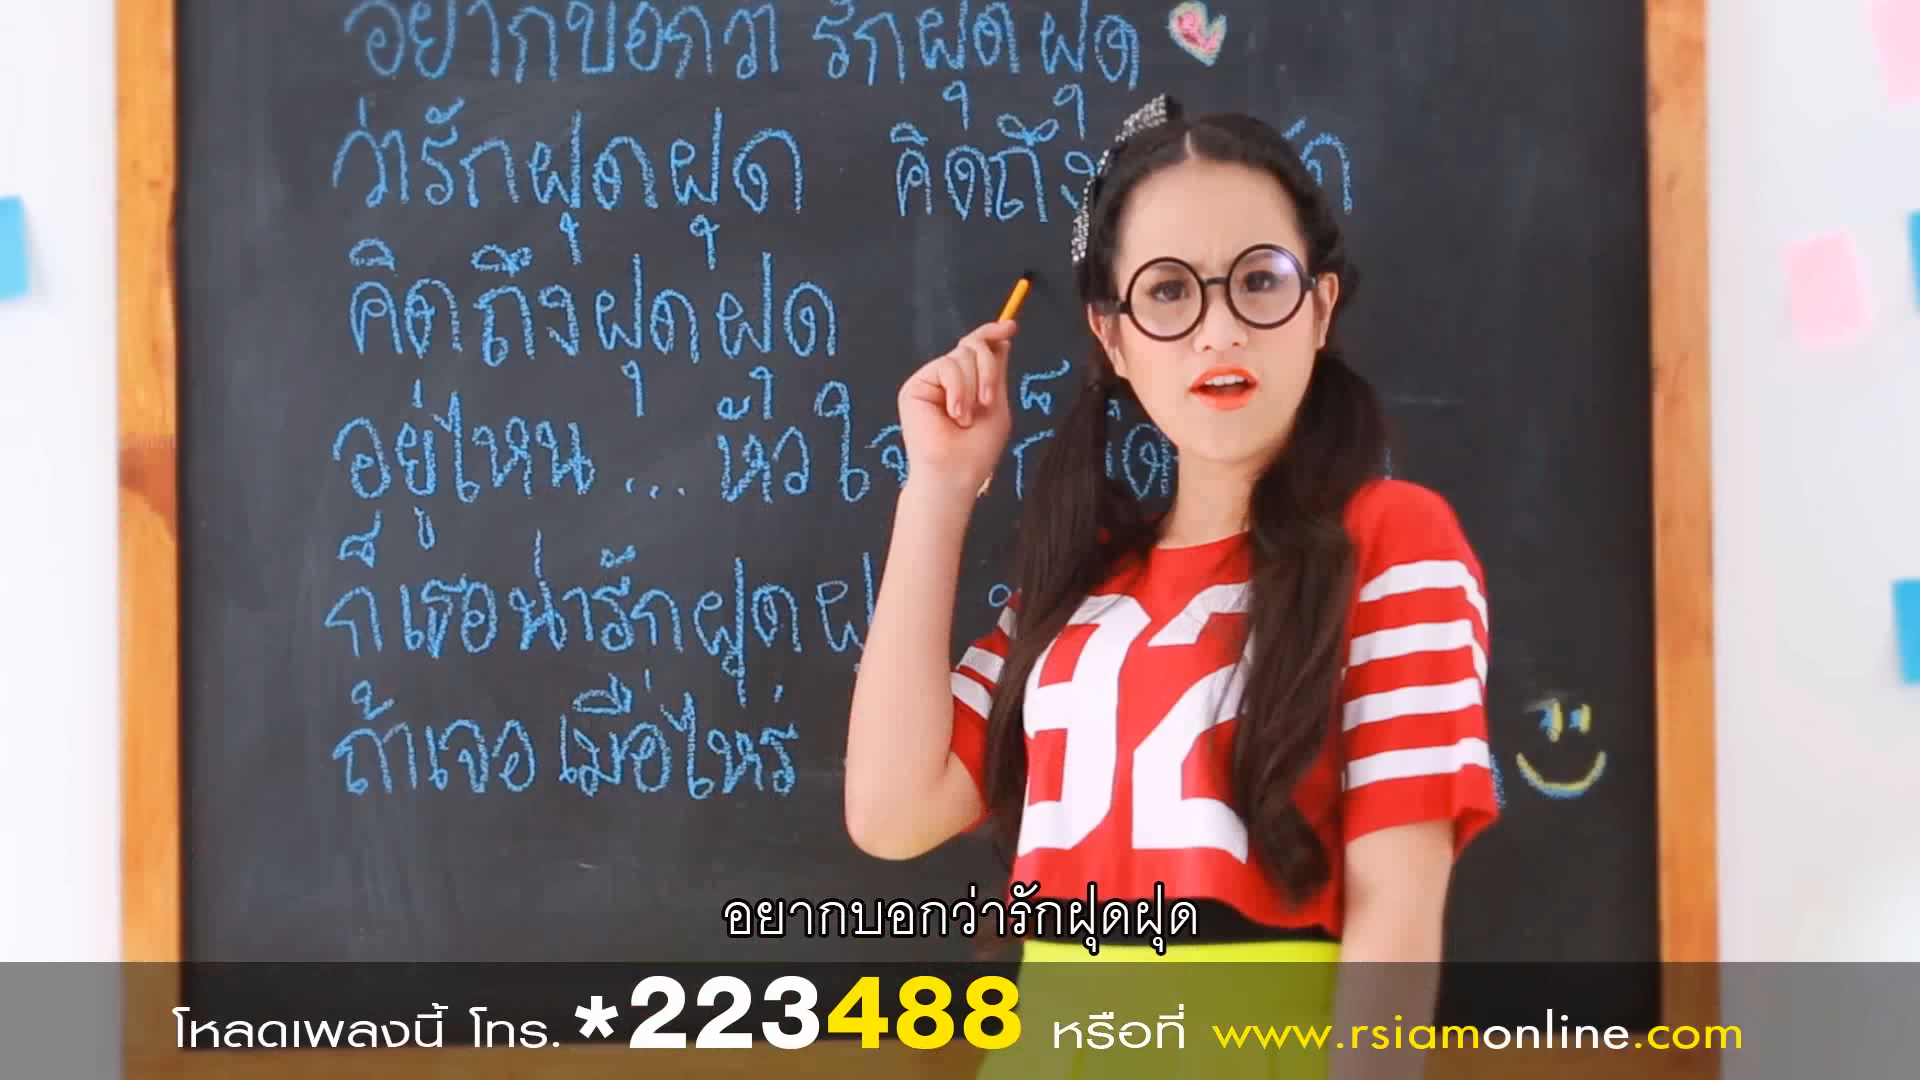 อยากบอกว่า รักฝุดฝุด
ว่ารักฝุดฝุด คิดถึง
คิดถึงฝุดฝุด
อยู่ไหน... หัวใจ
ก็เธอน่ารักฝุด
ถ้าเจอเมื่อไหร่
92
อยากบอกว่ารักฝุดฝุด
โหลดเพลงนี้ โทร. *223488 หรือที่ www.rsiamonline.com